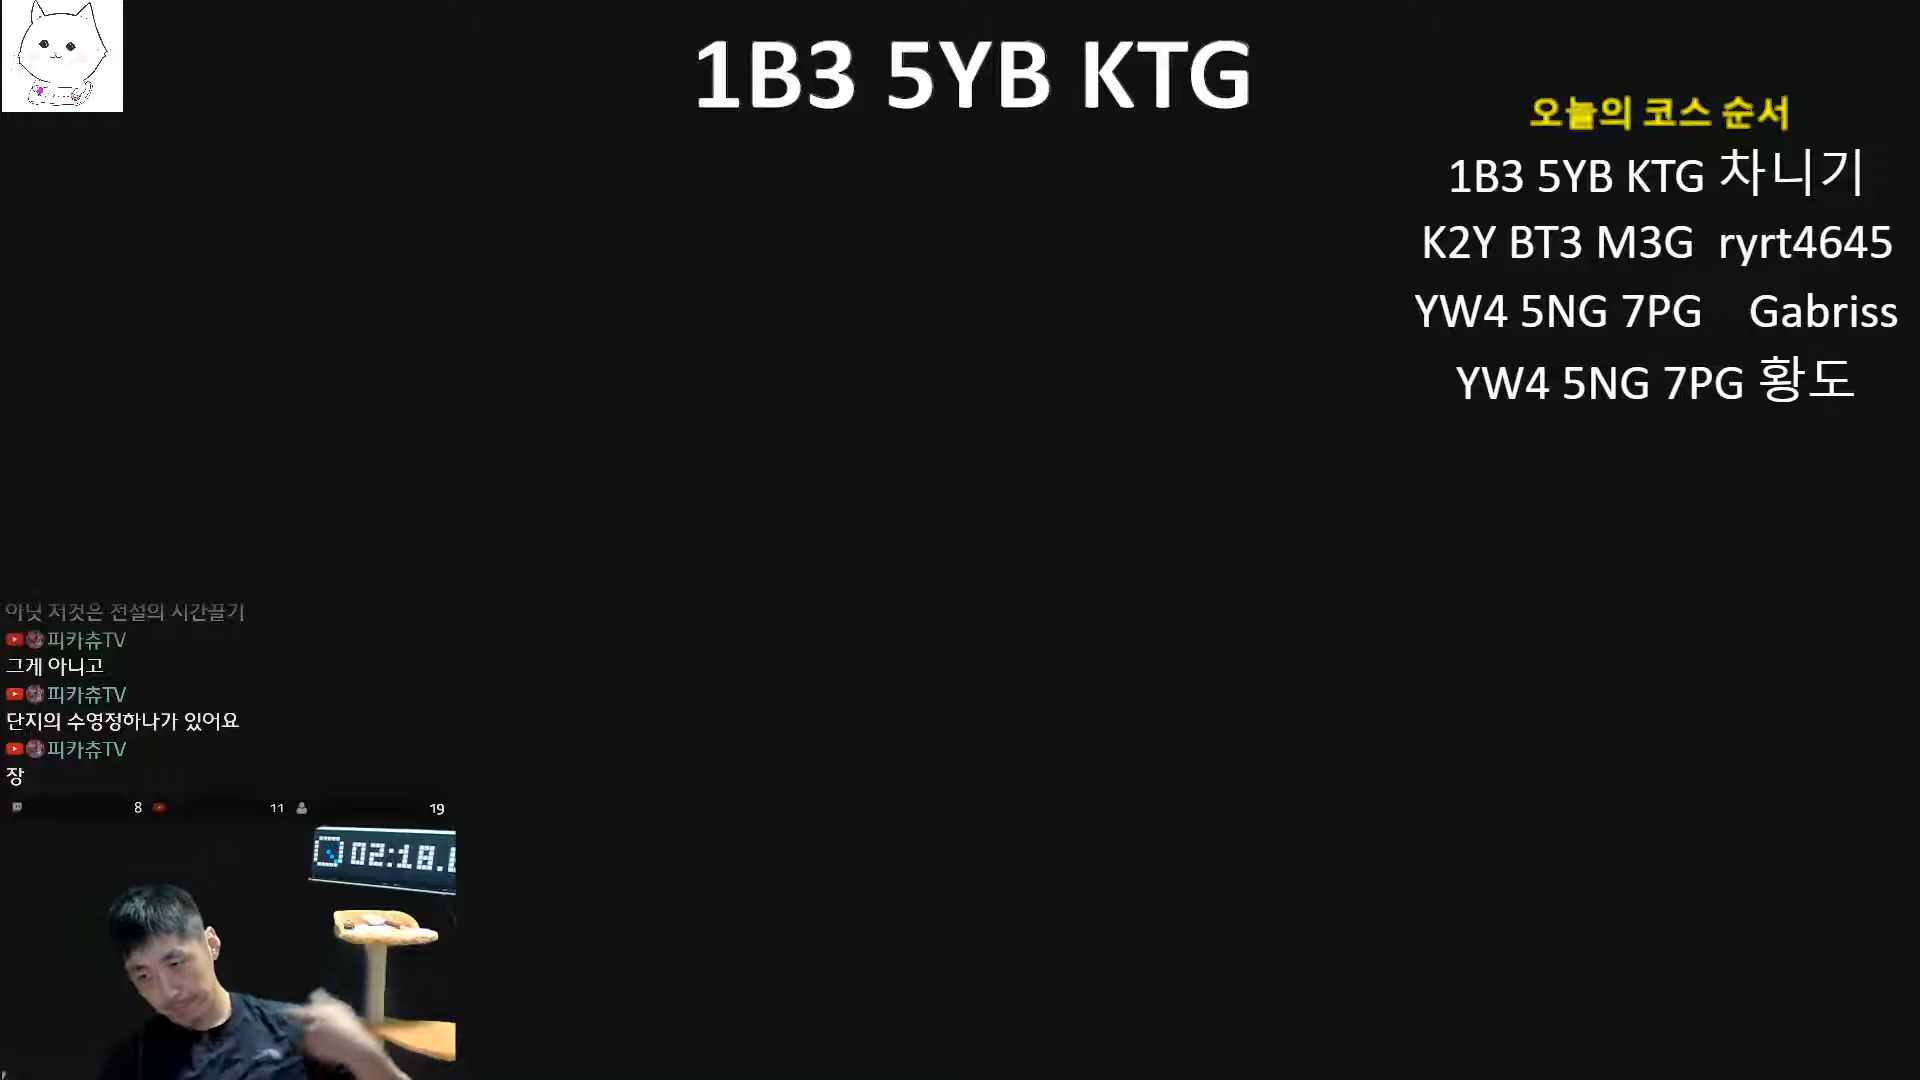 1B3 5YB KTG
오늘의 코스 순서
1B3 5YB KTG 차니기
K2Y BT3 M3G ryrt4645
YW4 5NG 7PG Gabriss
YW4 5NG 7PG 황도
아닛 저것은 전설의 시간끌기
피카츄TV
그게 아니고
피카츄TV
단지의 수영정하나가 있어요
피카츄TV
장
8 11 19
02:18.